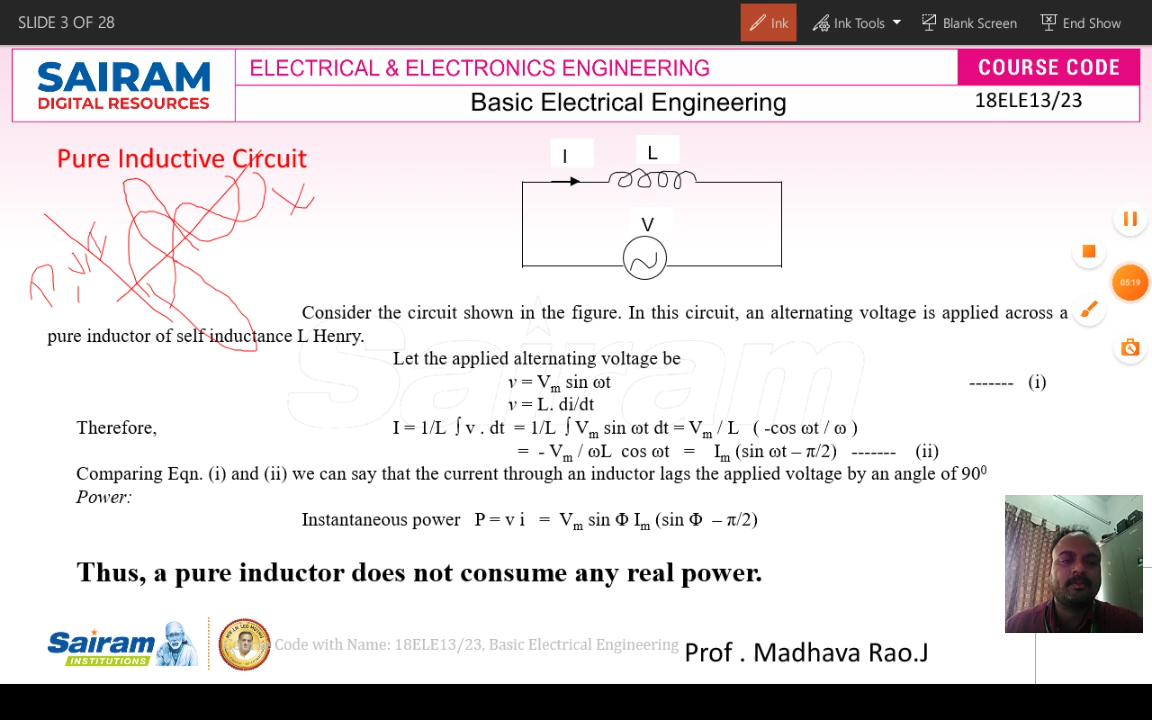 SLIDE 3 OF 28
Ink
Ink Tools
Blank Screen
End Show
SAIRAM
DIGITAL RESOURCES
ELECTRICAL & ELECTRONICS ENGINEERING
COURSE CODE
Basic Electrical Engineering
18ELE13/23
Pure Inductive Circuit
I
L
V
05:19
Consider the circuit shown in the figure. In this circuit, an alternating voltage is applied across a
pure inductor of self inductance L Henry.
Let the applied alternating voltage be
v = Vm sin ωt ------- (i)
v = L. di/dt
Therefore, I = 1/L ∫ v . dt = 1/L ∫ Vm sin ωt dt = Vm / L ( -cos ωt / ω )
= - Vm / ωL cos ωt = Im (sin ωt – π/2) ------- (ii)
Comparing Eqn. (i) and (ii) we can say that the current through an inductor lags the applied voltage by an angle of 90⁰
Power:
Instantaneous power P = v i = Vm sin Φ Im (sin Φ – π/2)
Sairam
Thus, a pure inductor does not consume any real power.
Sairam
INSTITUTIONS
Code with Name: 18ELE13/23, Basic Electrical Engineering
Prof . Madhava Rao.J